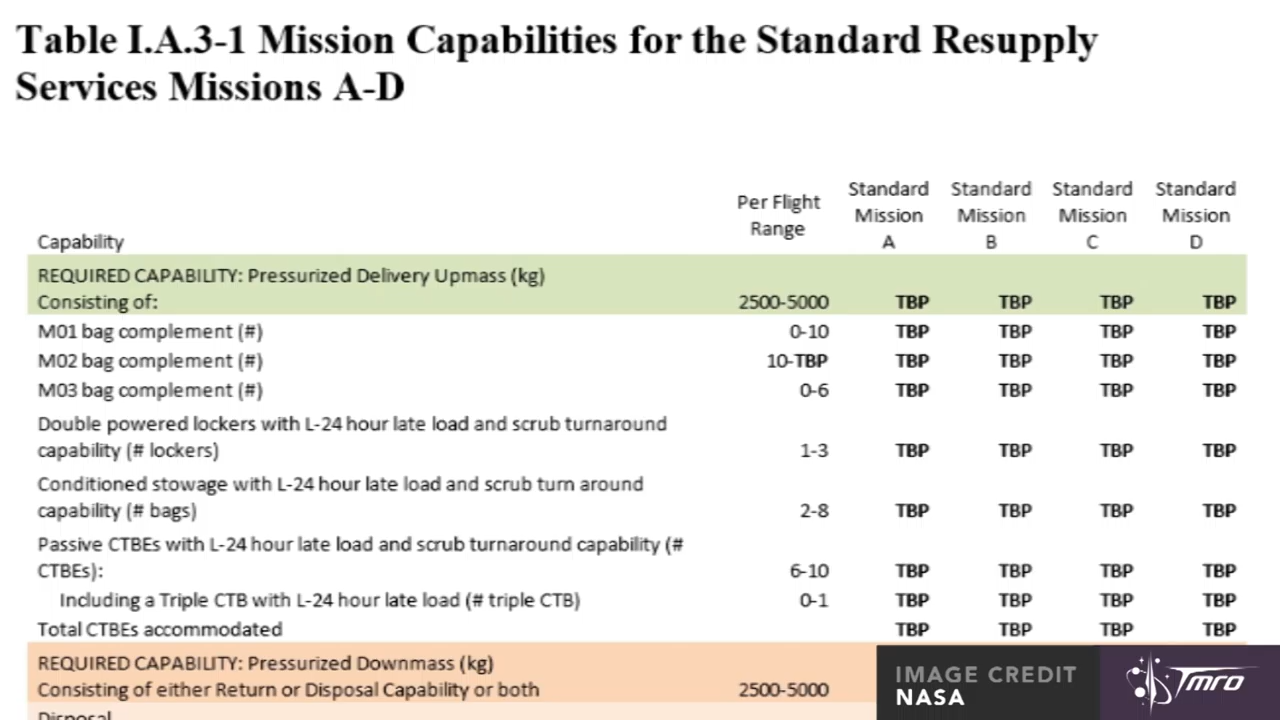 Table I.A.3-1 Mission Capabilities for the Standard Resupply
Services Missions A-D
Capability
Per Flight
Range
Standard
Mission
A
Standard
Mission
B
Standard
Mission
C
Standard
Mission
D
REQUIRED CAPABILITY: Pressurized Delivery Upmass (kg)
Consisting of: 2500-5000 TBP TBP TBP TBP
M01 bag complement (#) 0-10 TBP TBP TBP TBP
M02 bag complement (#) 10-TBP TBP TBP TBP TBP
M03 bag complement (#) 0-6 TBP TBP TBP TBP
Double powered lockers with L-24 hour late load and scrub turnaround
capability (# lockers) 1-3 TBP TBP TBP TBP
Conditioned stowage with L-24 hour late load and scrub turn around
capability (# bags) 2-8 TBP TBP TBP TBP
Passive CTBEs with L-24 hour late load and scrub turnaround capability (#
CTBEs): 6-10 TBP TBP TBP TBP
Including a Triple CTB with L-24 hour late load (# triple CTB) 0-1 TBP TBP TBP TBP
Total CTBEs accommodated TBP TBP TBP TBP
REQUIRED CAPABILITY: Pressurized Downmass (kg)
Consisting of either Return or Disposal Capability or both 2500-5000
Disposal
IMAGE CREDIT
NASA
TMRO